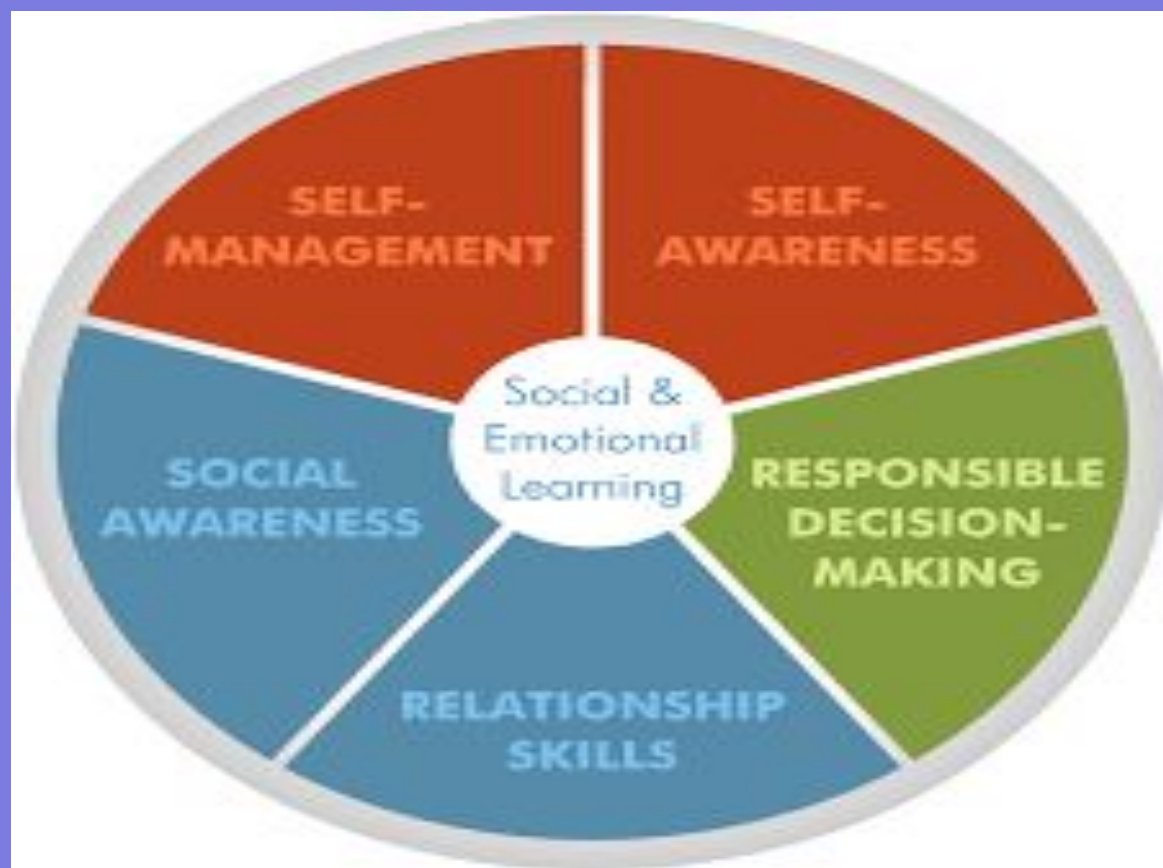 SELF-
MANAGEMENT
SELF-
AWARENESS
Social &
Emotional
Learning
SOCIAL
AWARENESS
RESPONSIBLE
DECISION-
MAKING
RELATIONSHIP
SKILLS